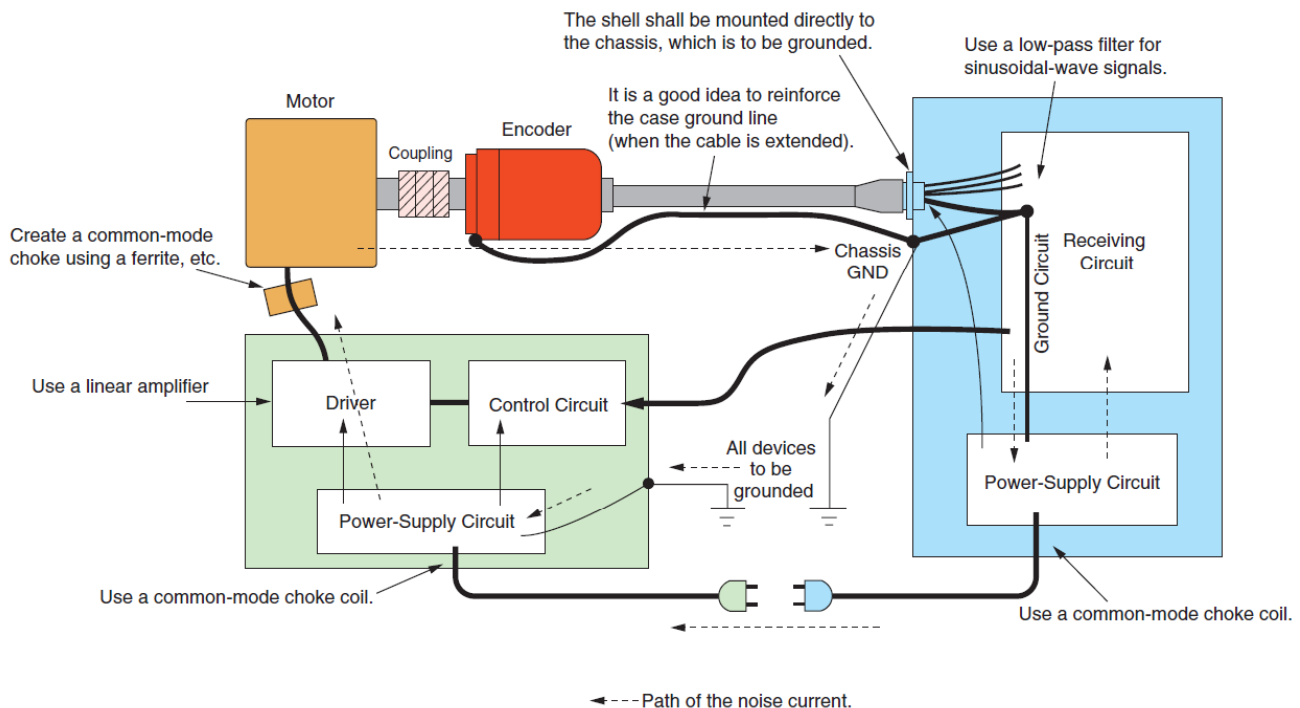 The shell shall be mounted directly to
the chassis, which is to be grounded.
Use a low-pass filter for
sinusoidal-wave signals.
Motor
It is a good idea to reinforce
the case ground line
(when the cable is extended).
Encoder
Coupling
Create a common-mode
choke using a ferrite, etc.
Chassis
GND
Ground Circuit
Receiving
Circuit
Use a linear amplifier
Driver
Control Circuit
All devices
to be
grounded
Power-Supply Circuit
Power-Supply Circuit
Use a common-mode choke coil.
Use a common-mode choke coil.
Path of the noise current.